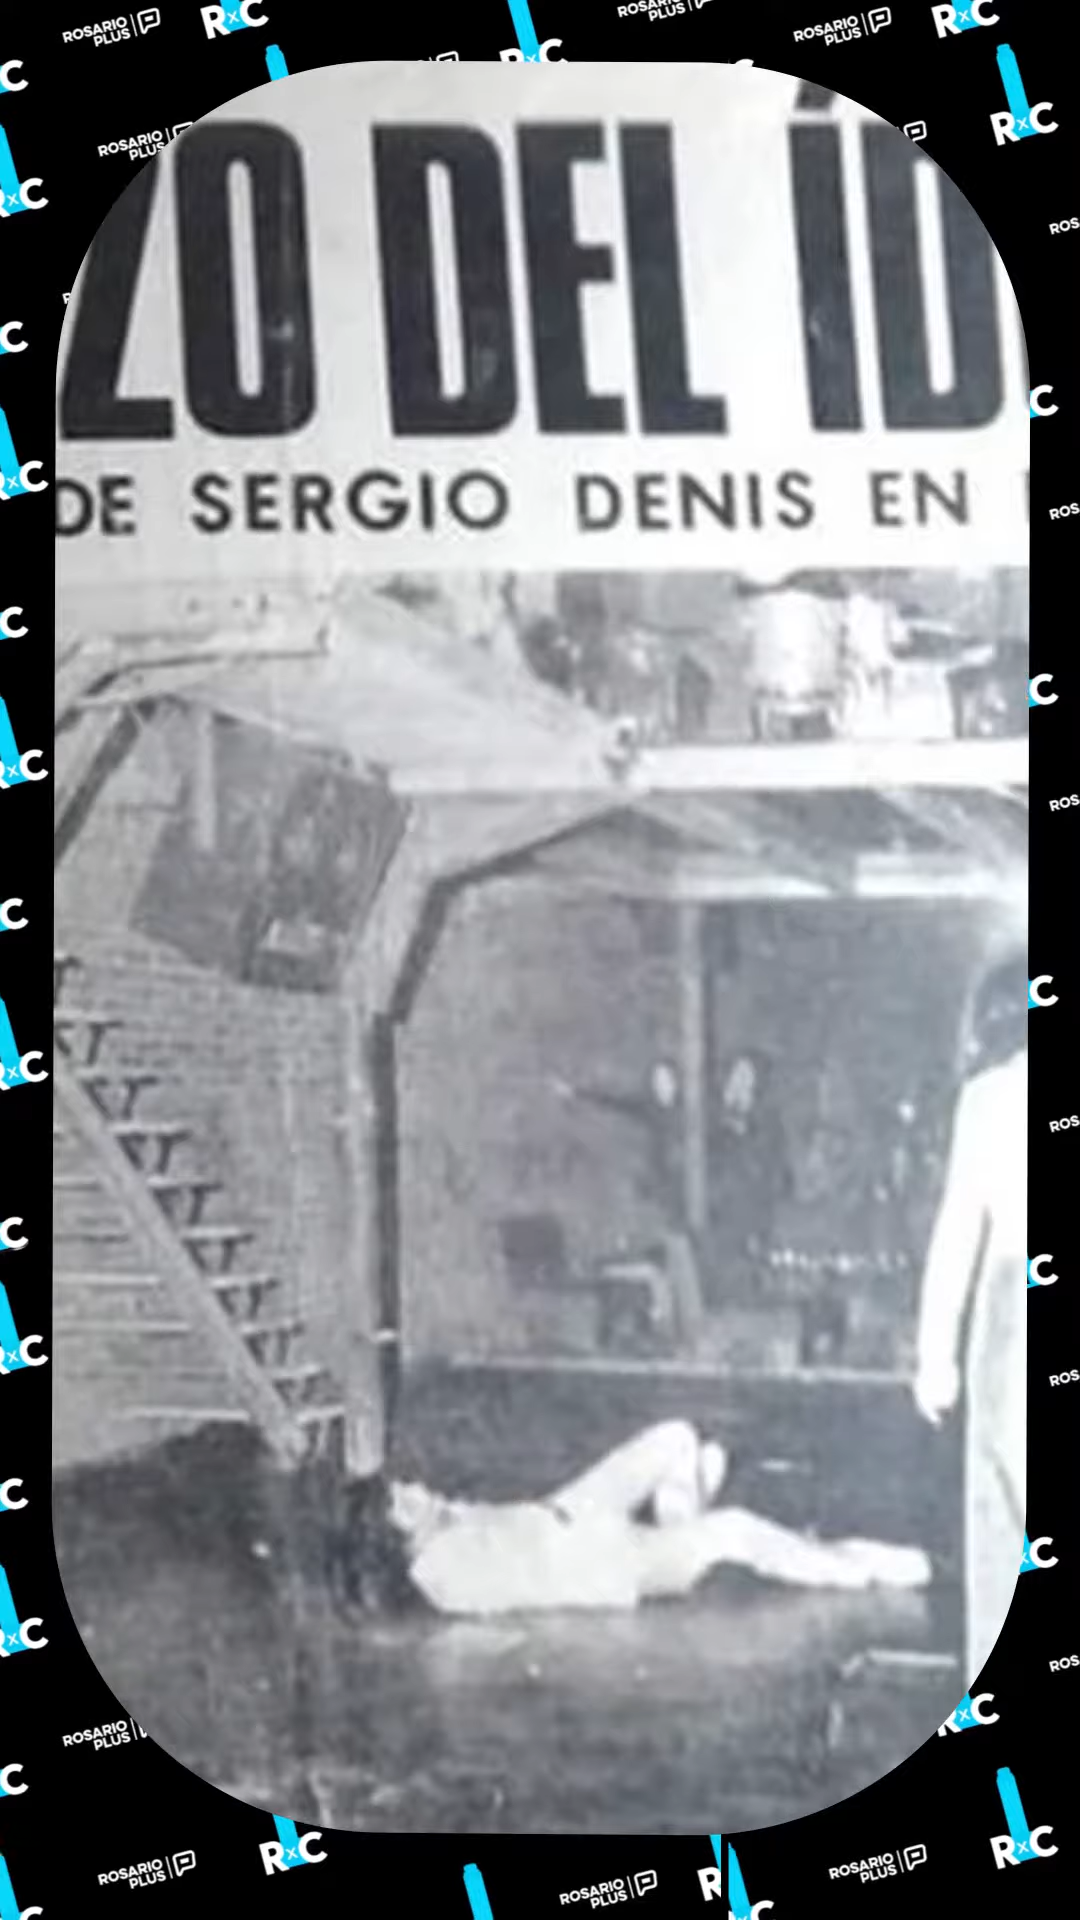 ZO DEL ÍD
DE SERGIO DENIS EN
ROSARIO PLUS
RxC